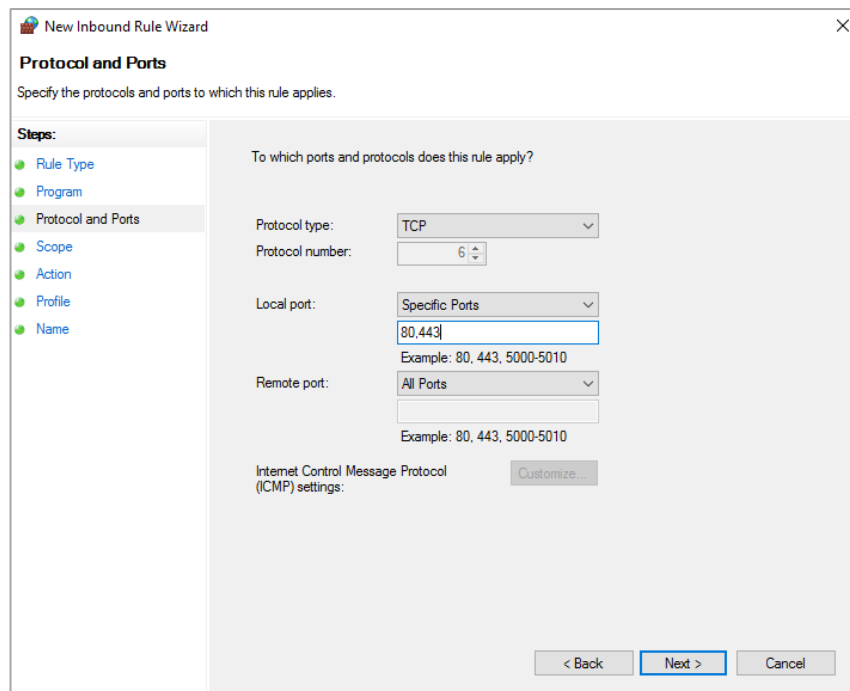 New Inbound Rule Wizard
Protocol and Ports
Specify the protocols and ports to which this rule applies.
Steps:
Rule Type
Program
Protocol and Ports
Scope
Action
Profile
Name
To which ports and protocols does this rule apply?
Protocol type: TCP
Protocol number: 6
Local port: Specific Ports
80,443
Example: 80, 443, 5000-5010
Remote port: All Ports
Example: 80, 443, 5000-5010
Internet Control Message Protocol
(ICMP) settings:
Customize...
< Back Next > Cancel